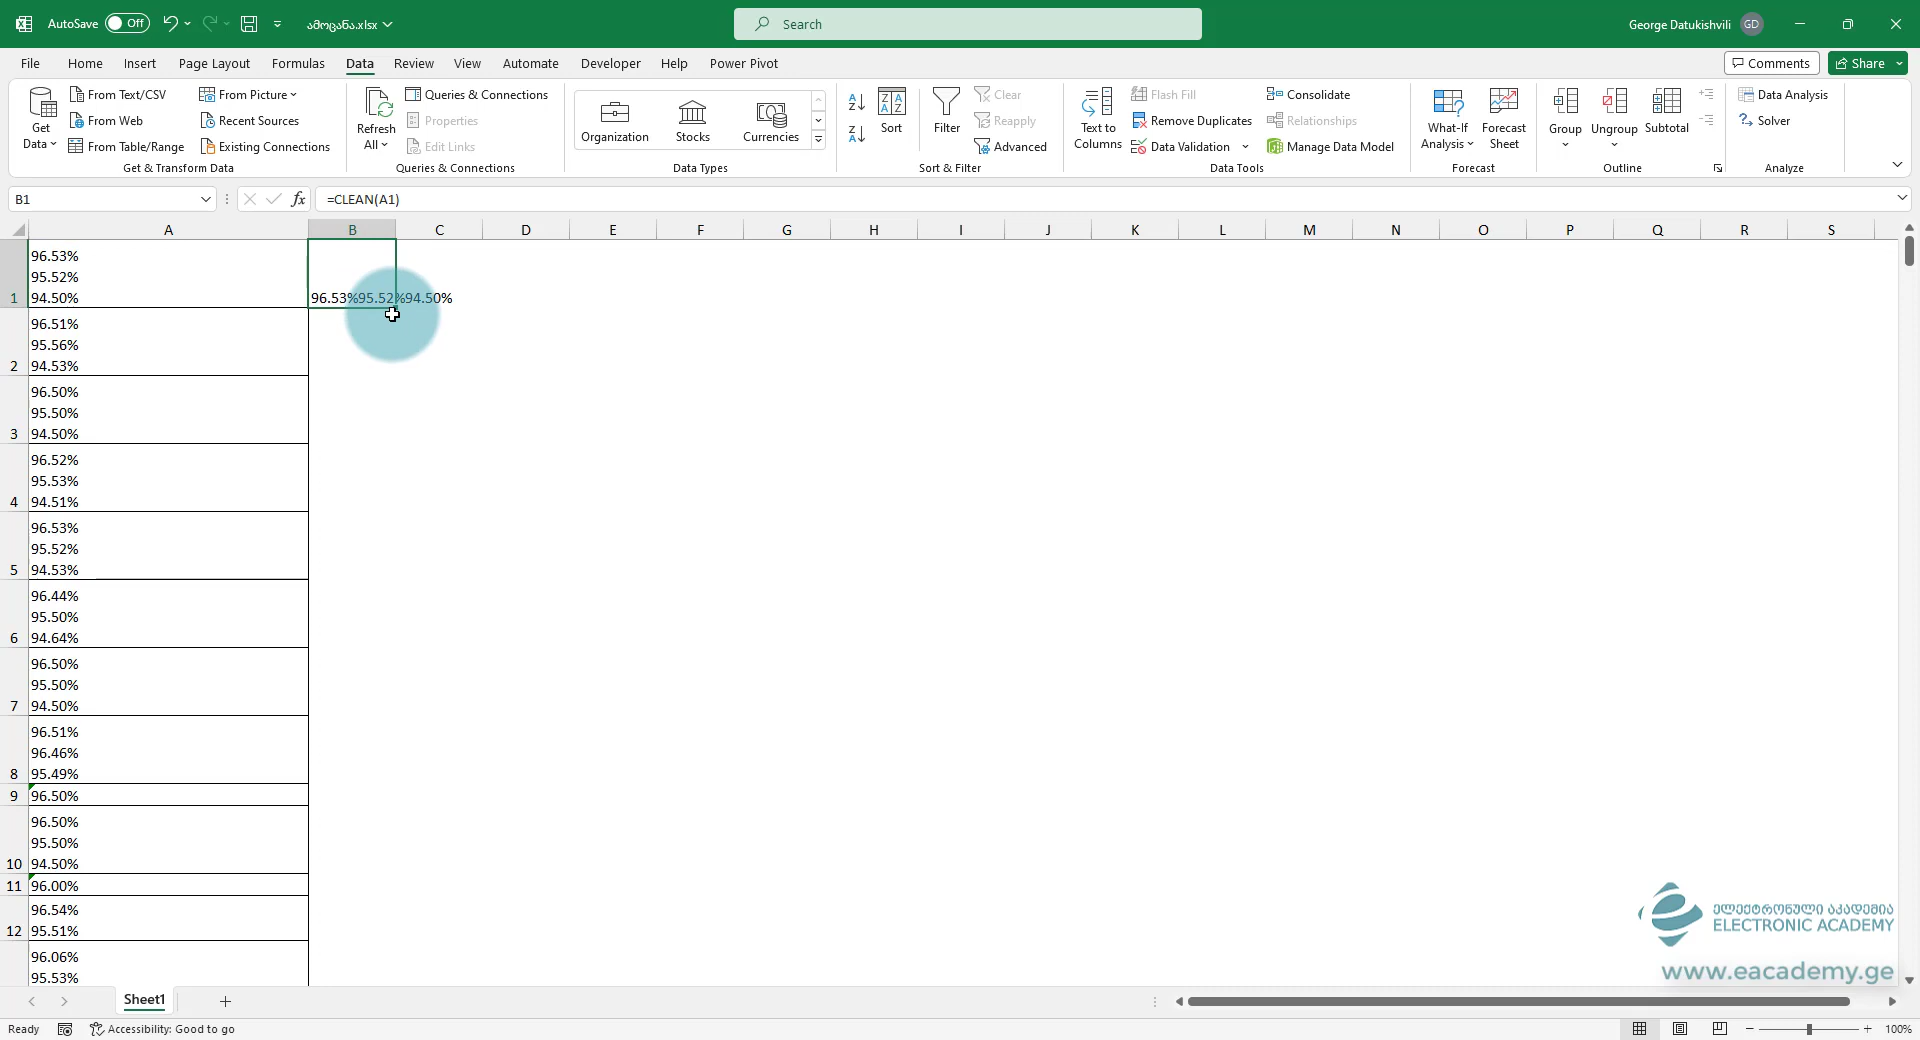 AutoSave Off ამოცანა.xlsx Search George Datukishvili GD
File Home Insert Page Layout Formulas Data Review View Automate Developer Help Power Pivot Comments Share
Get Data
From Text/CSV
From Web
From Table/Range
From Picture
Recent Sources
Existing Connections
Get & Transform Data
Refresh All
Queries & Connections
Properties
Edit Links
Queries & Connections
Organization Stocks Currencies
Data Types
Sort
Filter
Clear
Reapply
Advanced
Sort & Filter
Text to Columns
Flash Fill
Remove Duplicates
Data Validation
Consolidate
Relationships
Manage Data Model
Data Tools
What-If Analysis
Forecast Sheet
Forecast
Group
Ungroup
Subtotal
Outline
Data Analysis
Solver
Analyze
B1 fx =CLEAN(A1)
A B C D E F G H I J K L M N O P Q R S
96.53%
95.52%
1 94.50% 96.53%95.52%94.50%
96.51%
95.56%
2 94.53%
96.50%
95.50%
3 94.50%
96.52%
95.53%
4 94.51%
96.53%
95.52%
5 94.53%
96.44%
95.50%
6 94.64%
96.50%
95.50%
7 94.50%
96.51%
96.46%
8 95.49%
9 96.50%
96.50%
95.50%
10 94.50%
11 96.00%
96.54%
12 95.51%
96.06%
95.53%
ელექტრონული აკადემია
ELECTRONIC ACADEMY
www.eacademy.ge
Sheet1
Ready Accessibility: Good to go 100%